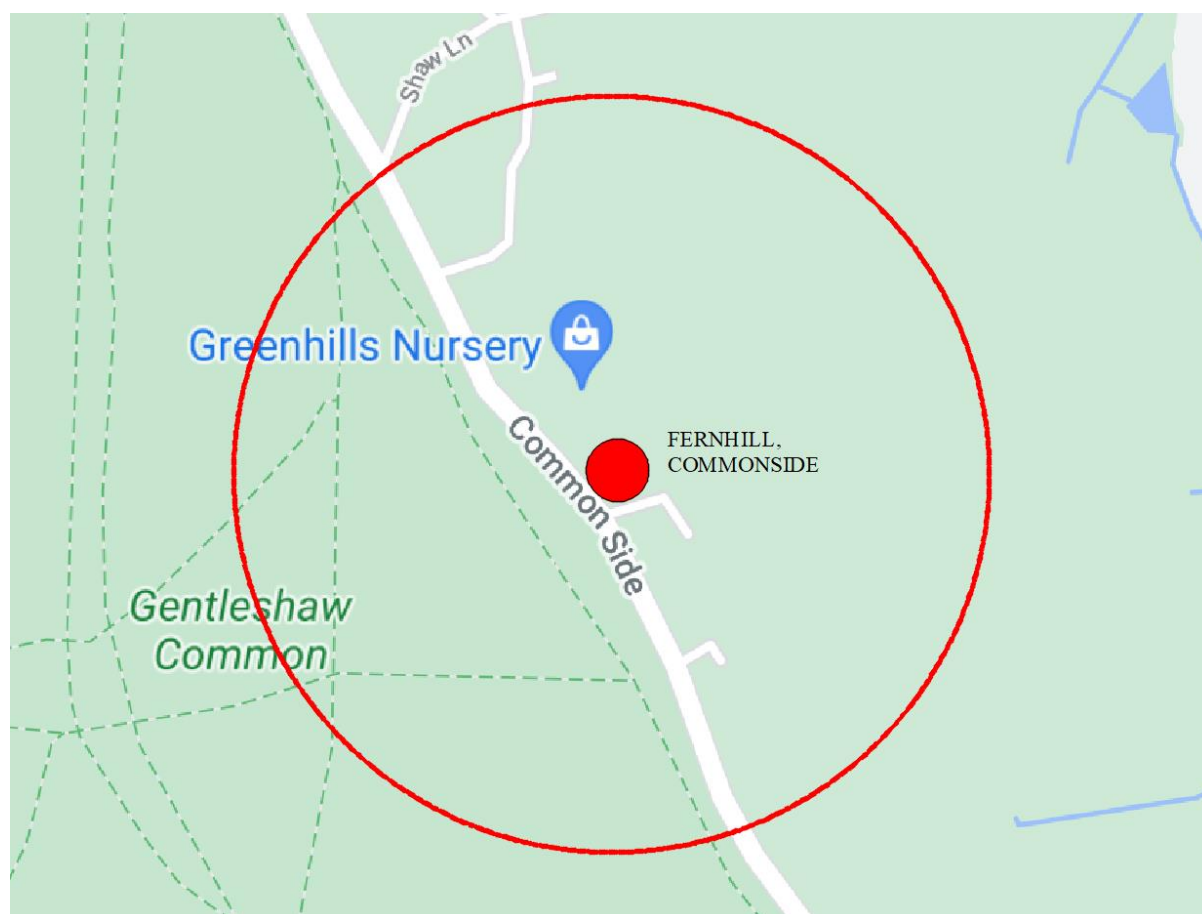 Shaw Ln
Greenhills Nursery
Common Side
FERNHILL,
COMMONSIDE
Gentleshaw
Common